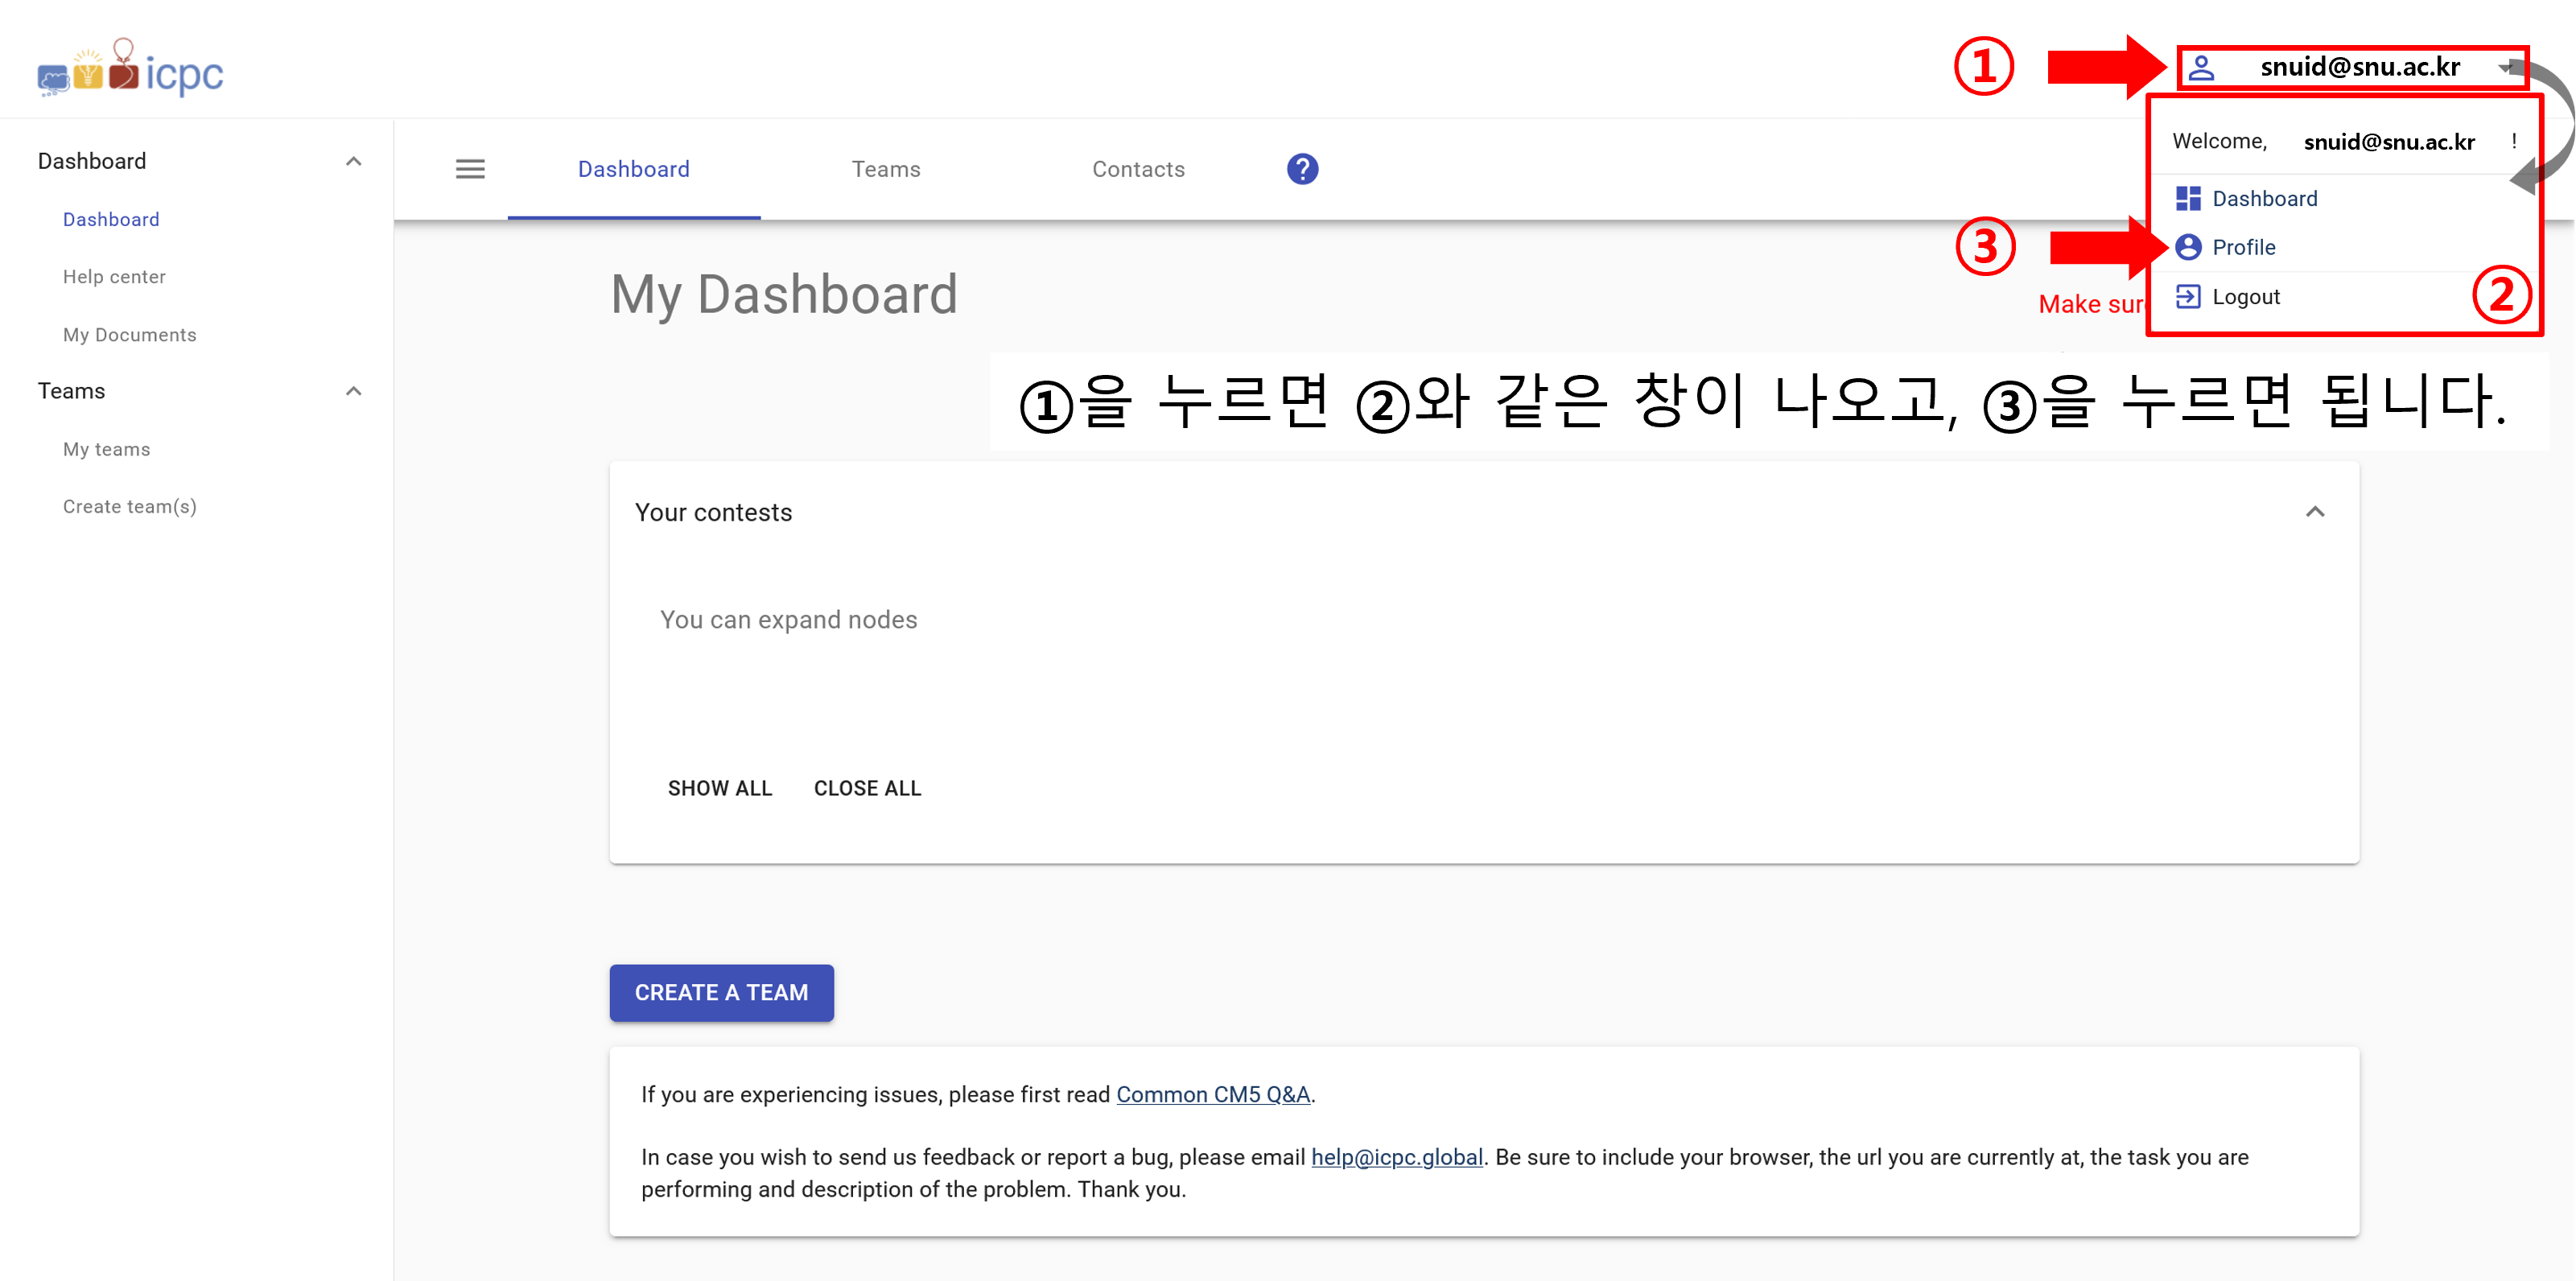 icpc
① snuid@snu.ac.kr
Welcome, snuid@snu.ac.kr !
Dashboard
③ Profile
Logout ②
Dashboard
Dashboard
Help center
My Documents
Teams
My teams
Create team(s)
Dashboard Teams Contacts ?
My Dashboard
Make sure
①을 누르면 ②와 같은 창이 나오고, ③을 누르면 됩니다.
Your contests
You can expand nodes
SHOW ALL CLOSE ALL
CREATE A TEAM
If you are experiencing issues, please first read Common CM5 Q&A.
In case you wish to send us feedback or report a bug, please email help@icpc.global. Be sure to include your browser, the url you are currently at, the task you are
performing and description of the problem. Thank you.